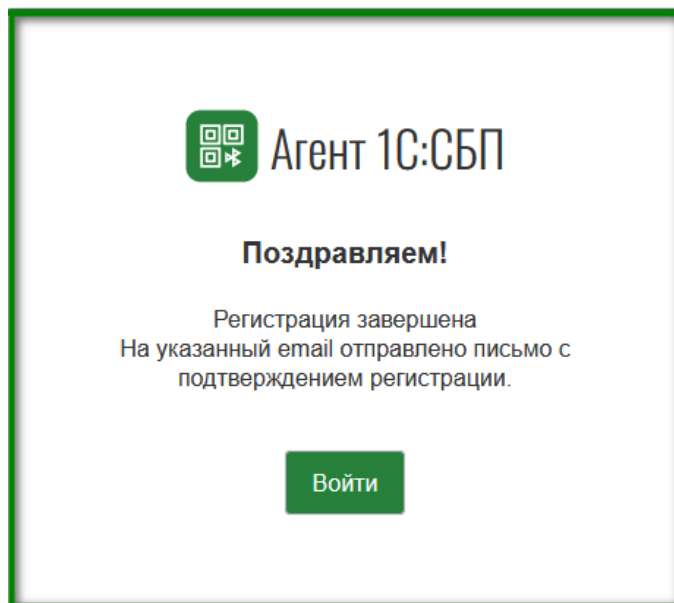 Агент 1С:СБП
Поздравляем!
Регистрация завершена
На указанный email отправлено письмо с
подтверждением регистрации.
Войти